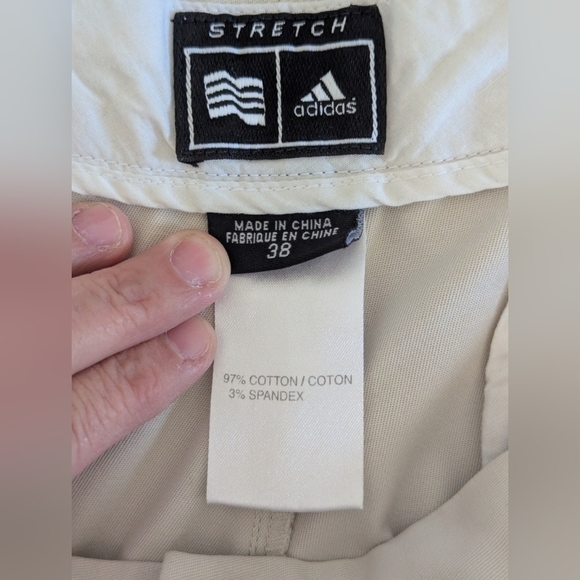 STRETCH
adidas
MADE IN CHINA
FABRIQUE EN CHINE
38
97% COTTON / COTON
3% SPANDEX